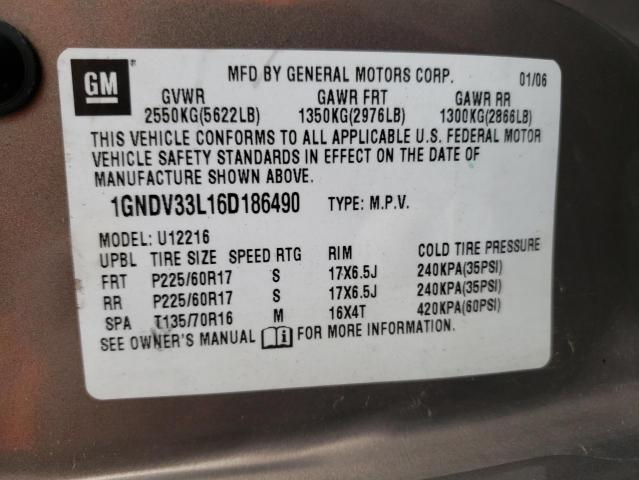 GM
MFD BY GENERAL MOTORS CORP. 01/06
GVWR GAWR FRT GAWR RR
2550KG(5622LB) 1350KG(2976LB) 1300KG(2866LB)
THIS VEHICLE CONFORMS TO ALL APPLICABLE U.S. FEDERAL MOTOR
VEHICLE SAFETY STANDARDS IN EFFECT ON THE DATE OF
MANUFACTURE SHOWN ABOVE.
1GNDV33L16D186490 TYPE: M.P.V.
MODEL: U12216
UPBL TIRE SIZE SPEED RTG RIM COLD TIRE PRESSURE
FRT P225/60R17 S 17X6.5J 240KPA(35PSI)
RR P225/60R17 S 17X6.5J 240KPA(35PSI)
SPA T135/70R16 M 16X4T 420KPA(60PSI)
SEE OWNER'S MANUAL i FOR MORE INFORMATION.